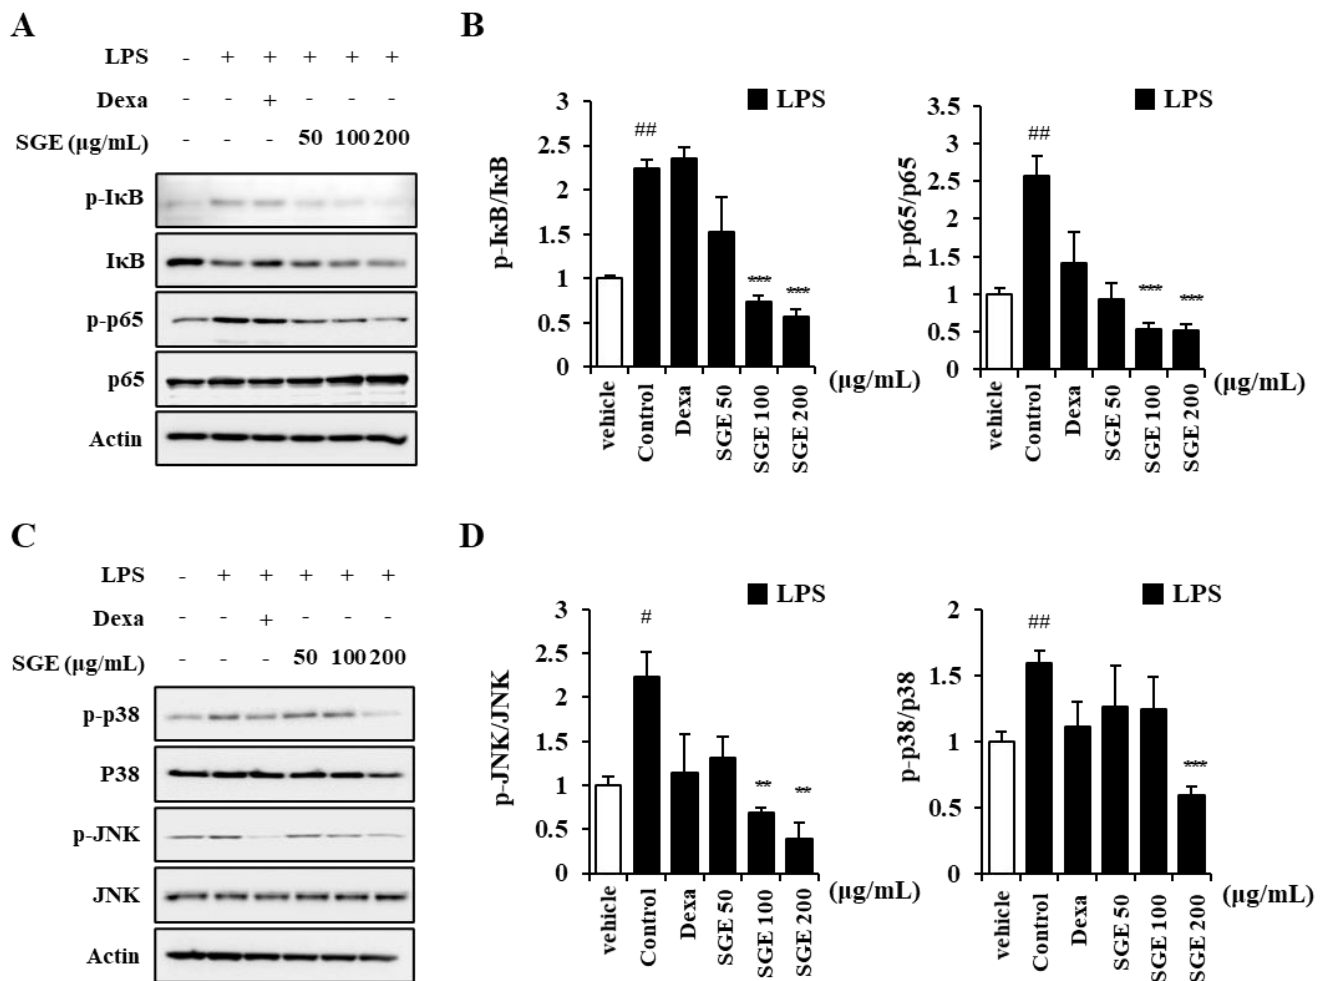 A
LPS - + + + + +
Dexa - - + - - -
SGE (µg/mL) - - - 50 100 200
p-IκB
IκB
p-p65
p65
Actin
B
LPS
p-IκB/IκB
3
2.5
2
1.5
1
0.5
0
##
***
***
vehicle
Control
Dexa
SGE 50
SGE 100
SGE 200
(µg/mL)
LPS
p-p65/p65
3.5
3
2.5
2
1.5
1
0.5
0
##
***
***
vehicle
Control
Dexa
SGE 50
SGE 100
SGE 200
(µg/mL)
C
LPS - + + + + +
Dexa - - + - - -
SGE (µg/mL) - - - 50 100 200
p-p38
P38
p-JNK
JNK
Actin
D
LPS
p-JNK/JNK
3
2.5
2
1.5
1
0.5
0
#
**
**
vehicle
Control
Dexa
SGE 50
SGE 100
SGE 200
(µg/mL)
LPS
p-p38/p38
2
1.5
1
0.5
0
##
***
vehicle
Control
Dexa
SGE 50
SGE 100
SGE 200
(µg/mL)